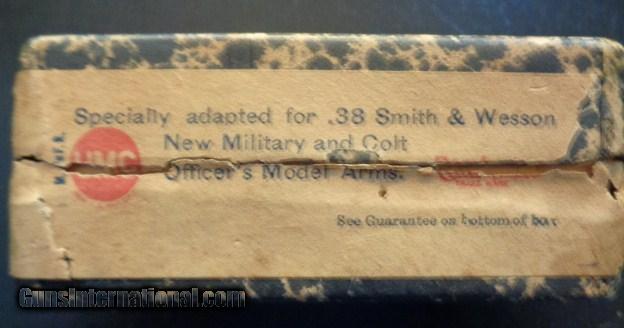 Specially adapted for .38 Smith & Wesson
New Military and Colt
UMC
Officer's Model Arms.
See Guarantee on bottom of box
GunsInternational.com